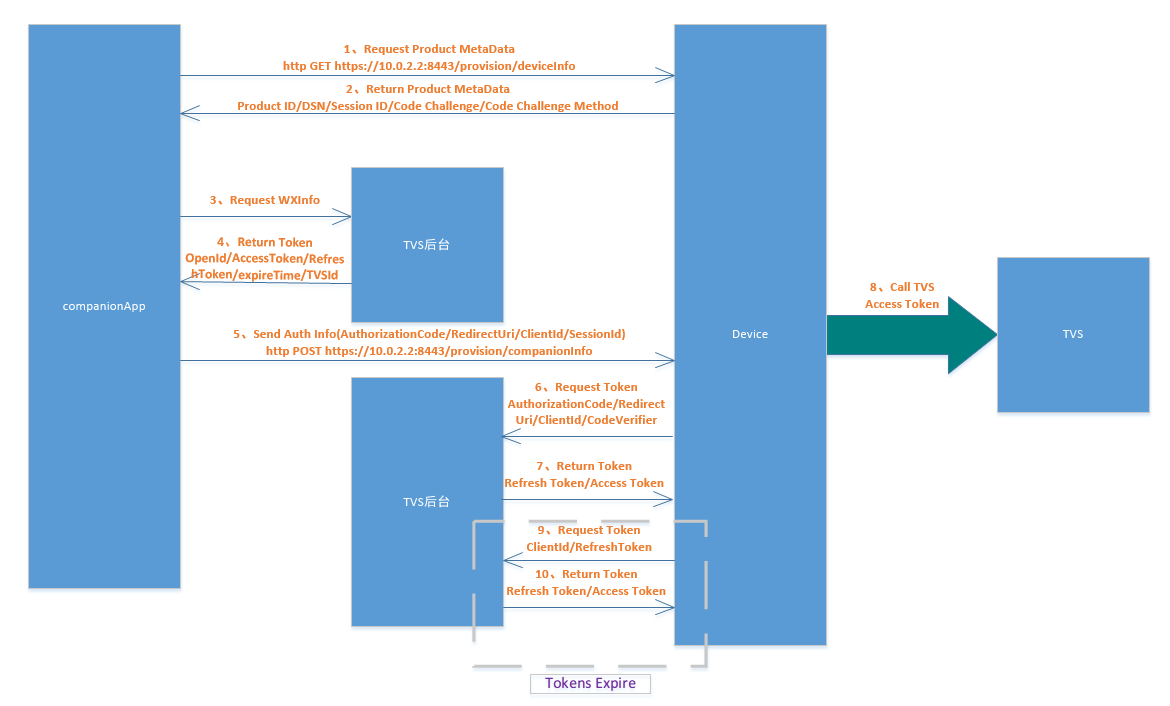 1、Request Product MetaData
http GET https://10.0.2.2:8443/provision/deviceInfo
2、Return Product MetaData
Product ID/DSN/Session ID/Code Challenge/Code Challenge Method
3、Request WXInfo
TVS后台
4、Return Token
OpenId/AccessToken/Refres
hToken/expireTime/TVSId
companionApp
5、Send Auth Info(AuthorizationCode/RedirectUri/ClientId/SessionId)
http POST https://10.0.2.2:8443/provision/companionInfo
Device
8、Call TVS
Access Token
TVS
6、Request Token
AuthorizationCode/Redirect
Uri/ClientId/CodeVerifier
7、Return Token
Refresh Token/Access Token
TVS后台
9、Request Token
ClientId/RefreshToken
10、Return Token
Refresh Token/Access Token
Tokens Expire